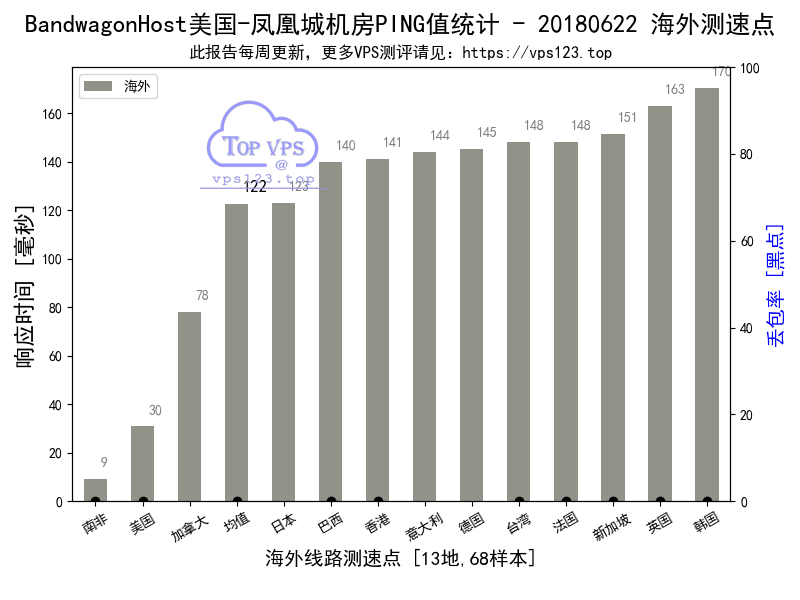 BandwagonHost美国-凤凰城机房PING值统计 - 20180622 海外测速点
此报告每周更新，更多VPS测评请见：https://vps123.top
海外
TOP VPS
@
vps123.top
响应时间 [毫秒]
160
140
120
100
80
60
40
20
0
9
30
78
122
123
140
141
144
145
148
148
151
163
170
100
80
60
40
20
0
丢包率 [黑点]
南非
美国
加拿大
均值
日本
巴西
香港
意大利
德国
台湾
法国
新加坡
英国
韩国
海外线路测速点 [13地,68样本]